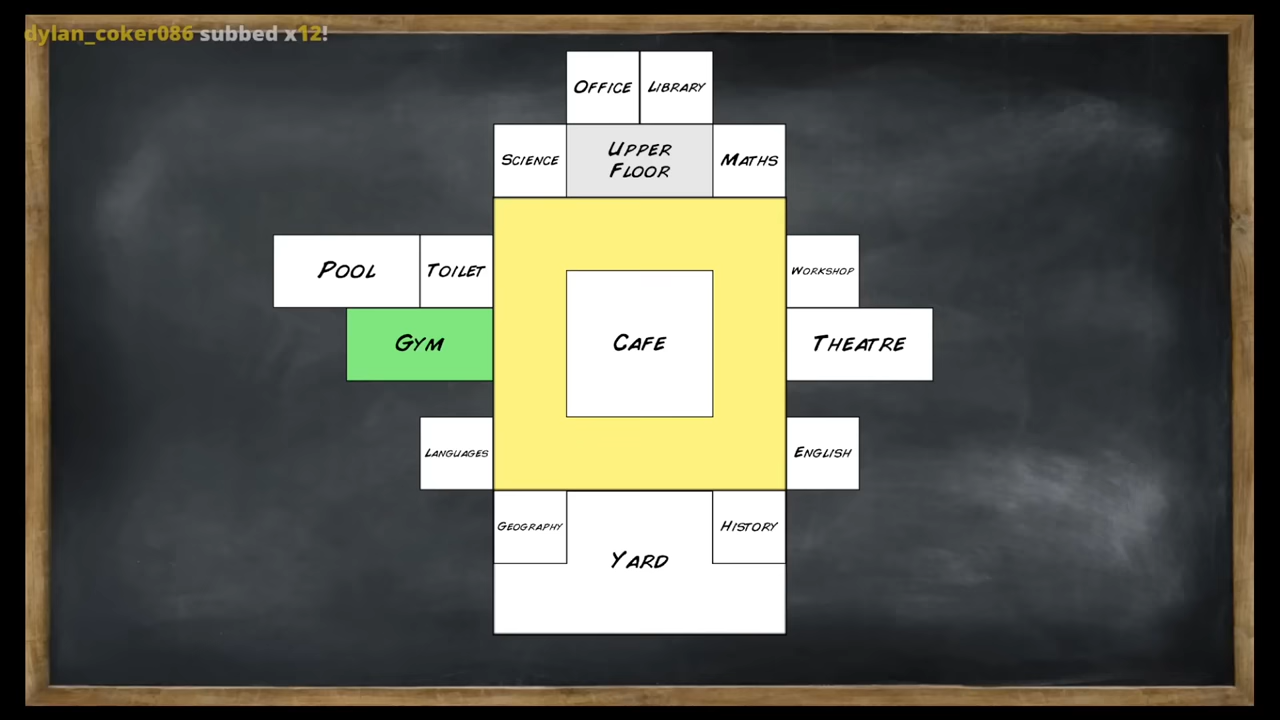 dylan_coker086 subbed x12!
OFFICE LIBRARY
SCIENCE UPPER FLOOR MATHS
POOL TOILET WORKSHOP
GYM CAFE THEATRE
LANGUAGES ENGLISH
GEOGRAPHY HISTORY
YARD